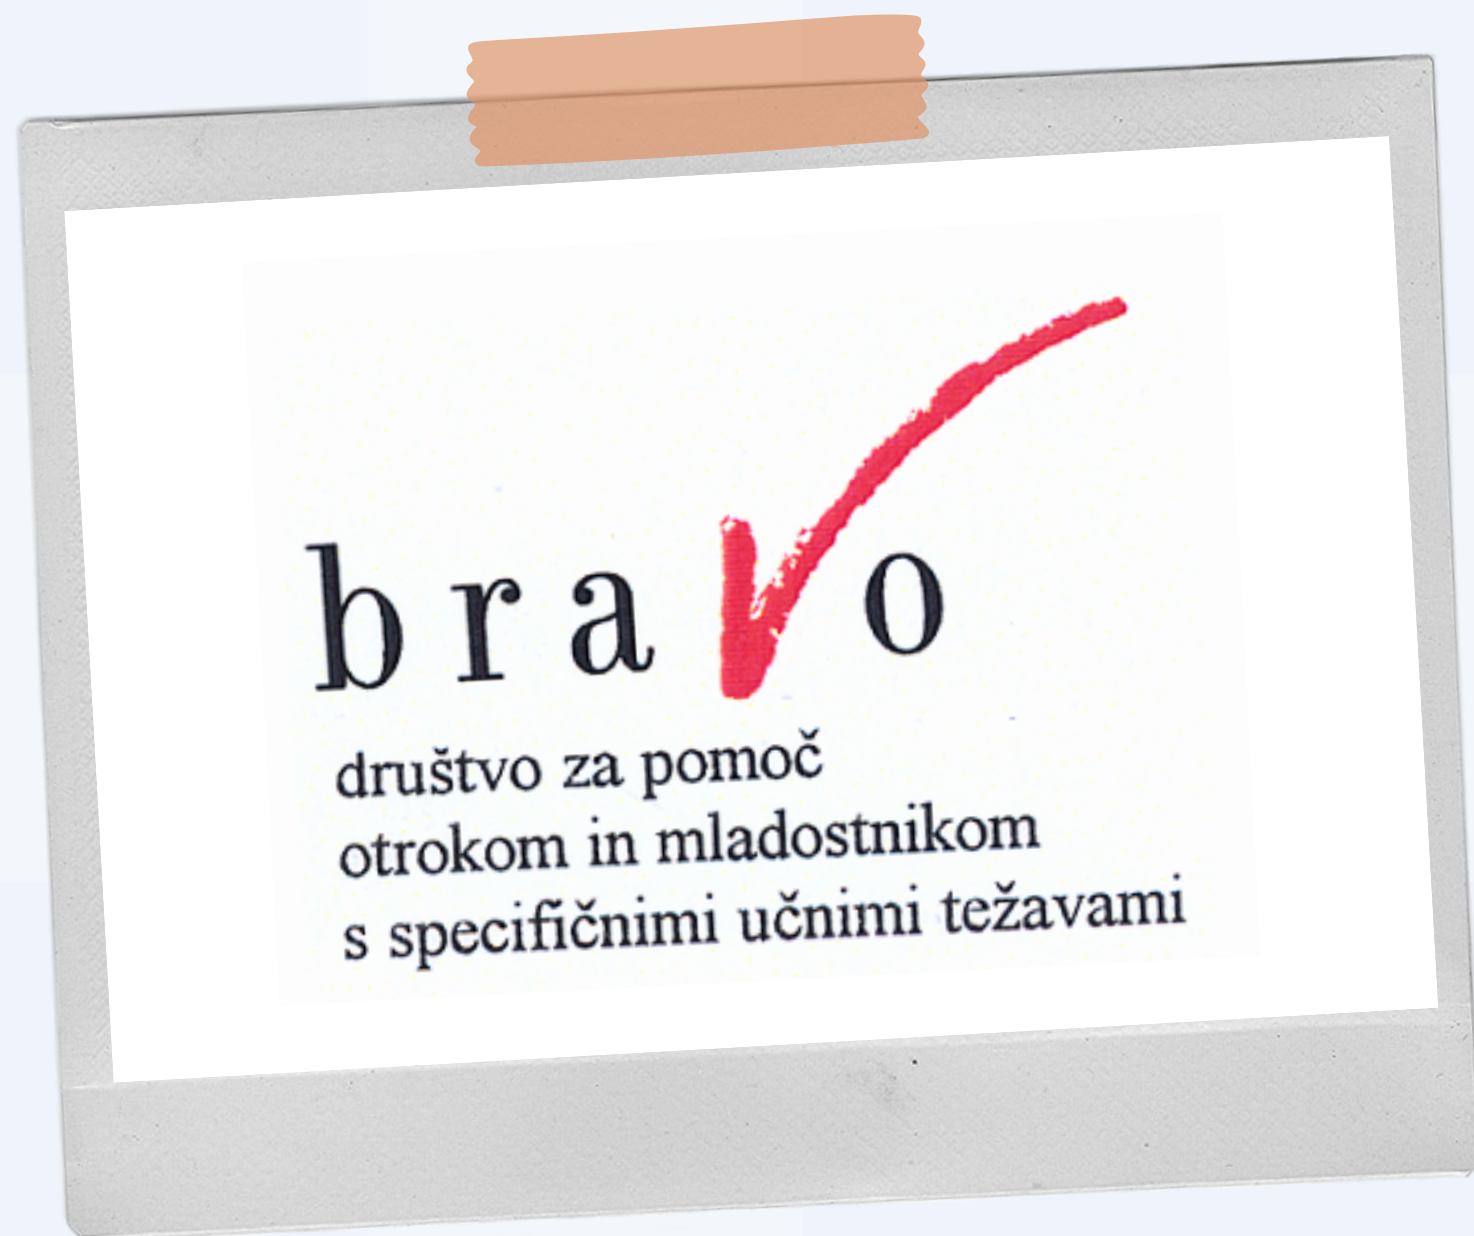 bravo
društvo za pomoč
otrokom in mladostnikom
s specifičnimi učnimi težavami